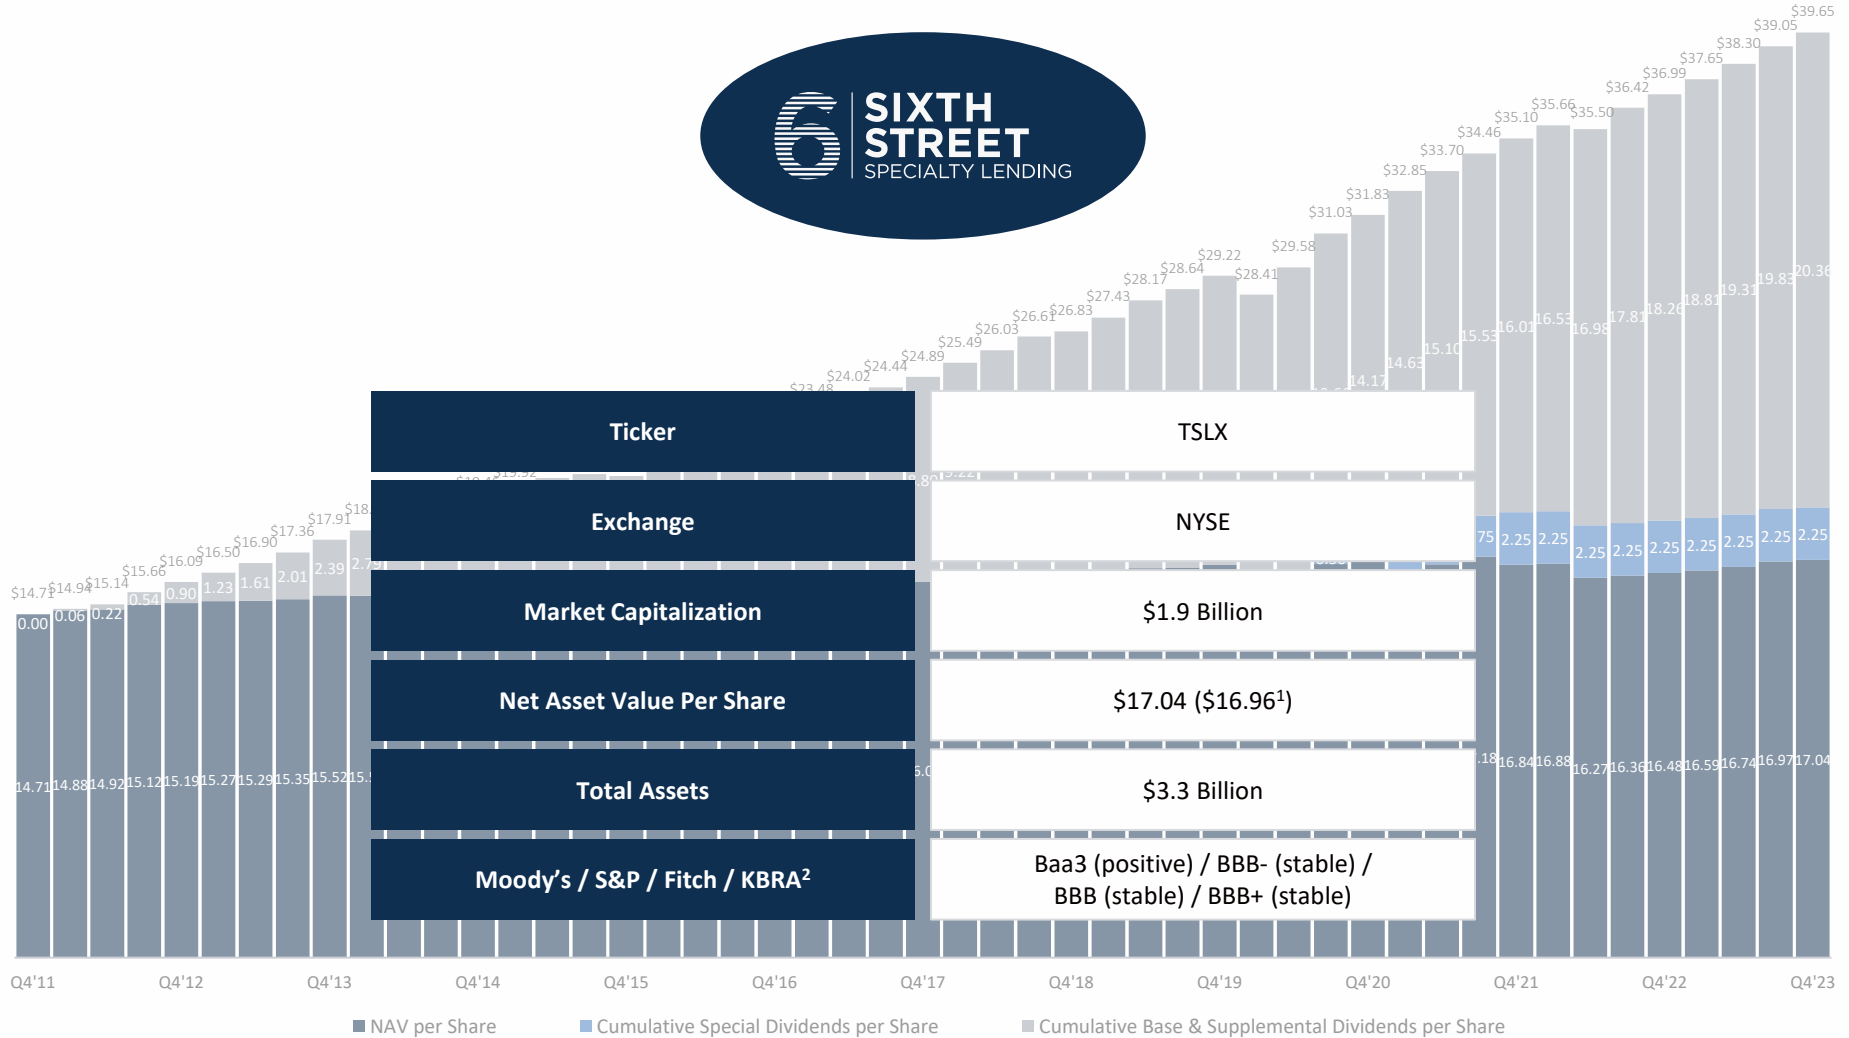 SIXTH
STREET
SPECIALTY LENDING
$14.71 $14.94 $15.14 $15.66 $16.09 $16.50 $16.90 $17.36 $17.91
$24.02 $24.44 $24.89 $25.49 $26.03 $26.61 $26.83 $27.43 $28.17 $28.64 $29.22 $28.41 $29.58 $31.03 $31.83 $32.85 $33.70 $34.46 $35.10 $35.66 $35.50 $36.42 $36.99 $37.65 $38.30 $39.05 $39.65
0.00 0.06 0.22 0.54 0.90 1.23 1.61 2.01 2.39
14.17 14.63 15.10 15.53 16.01 16.53 16.98 17.81 18.26 18.81 19.31 19.83 20.36
Ticker TSLX
Exchange NYSE
2.25 2.25 2.25 2.25 2.25 2.25 2.25 2.25 2.25
Market Capitalization $1.9 Billion
Net Asset Value Per Share $17.04 ($16.96¹)
14.71 14.88 14.92 15.12 15.19 15.27 15.29 15.35 15.52
16.84 16.88 16.27 16.36 16.48 16.59 16.74 16.97 17.04
Total Assets $3.3 Billion
Moody's / S&P / Fitch / KBRA² Baa3 (positive) / BBB- (stable) /
BBB (stable) / BBB+ (stable)
Q4'11 Q4'12 Q4'13 Q4'14 Q4'15 Q4'16 Q4'17 Q4'18 Q4'19 Q4'20 Q4'21 Q4'22 Q4'23
NAV per Share Cumulative Special Dividends per Share Cumulative Base & Supplemental Dividends per Share